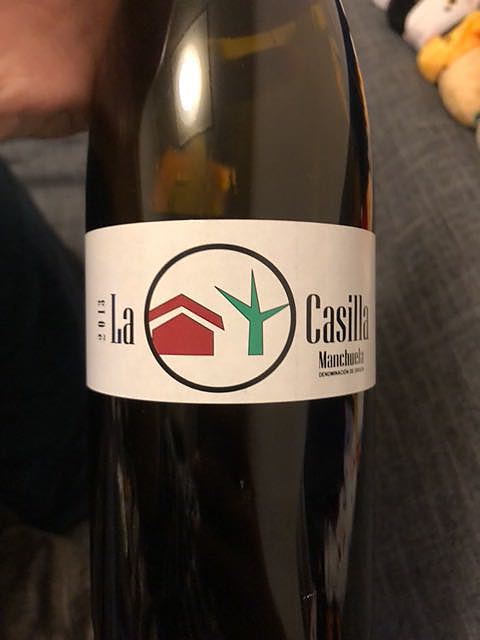 2013
La
Casilla
Manchuela
DENOMINACIÓN DE ORIGEN